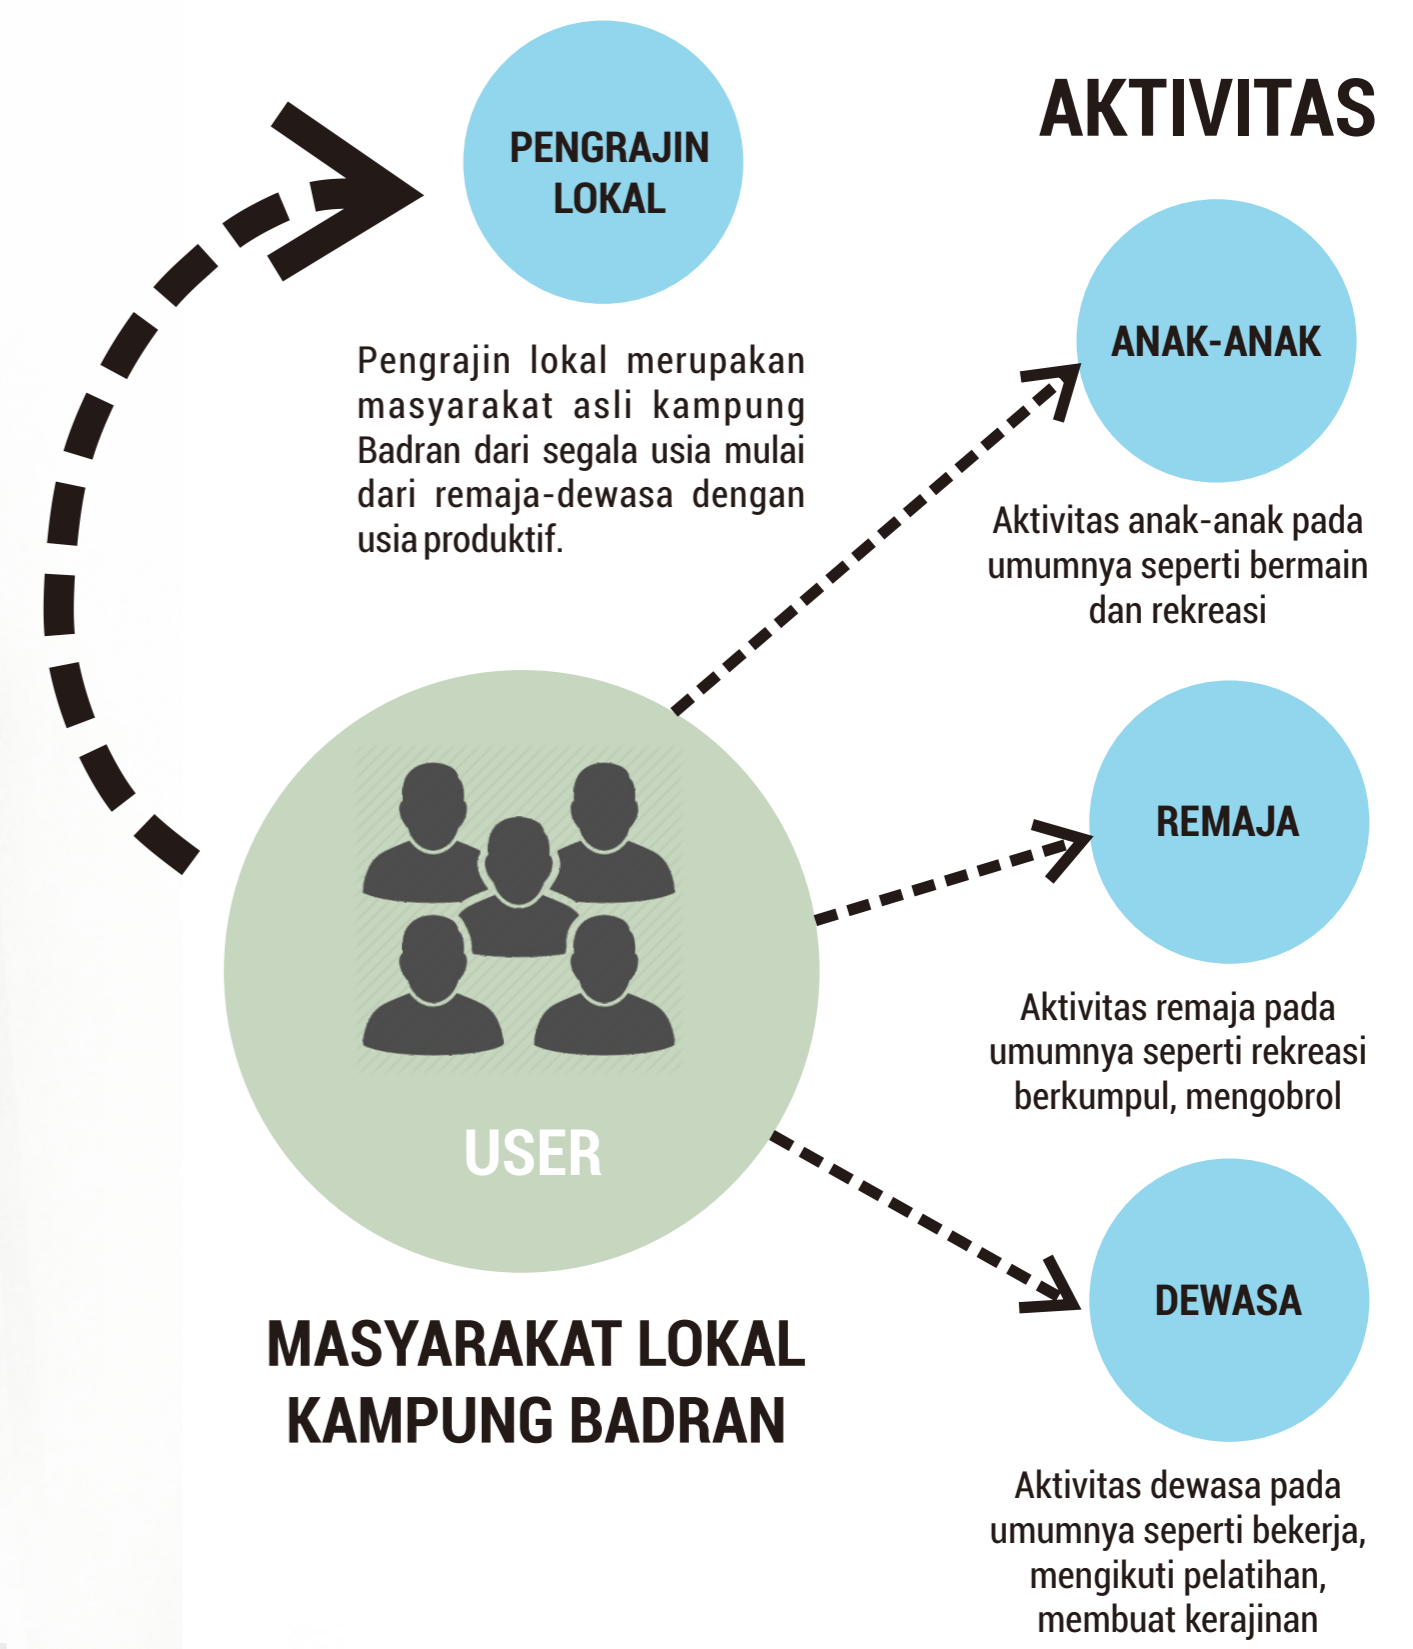 PENGRAJIN
LOKAL
Pengrajin lokal merupakan
masyarakat asli kampung
Badran dari segala usia mulai
dari remaja-dewasa dengan
usia produktif.
USER
MASYARAKAT LOKAL
KAMPUNG BADRAN
AKTIVITAS
ANAK-ANAK
Aktivitas anak-anak pada
umumnya seperti bermain
dan rekreasi
REMAJA
Aktivitas remaja pada
umumnya seperti rekreasi
berkumpul, mengobrol
DEWASA
Aktivitas dewasa pada
umumnya seperti bekerja,
mengikuti pelatihan,
membuat kerajinan